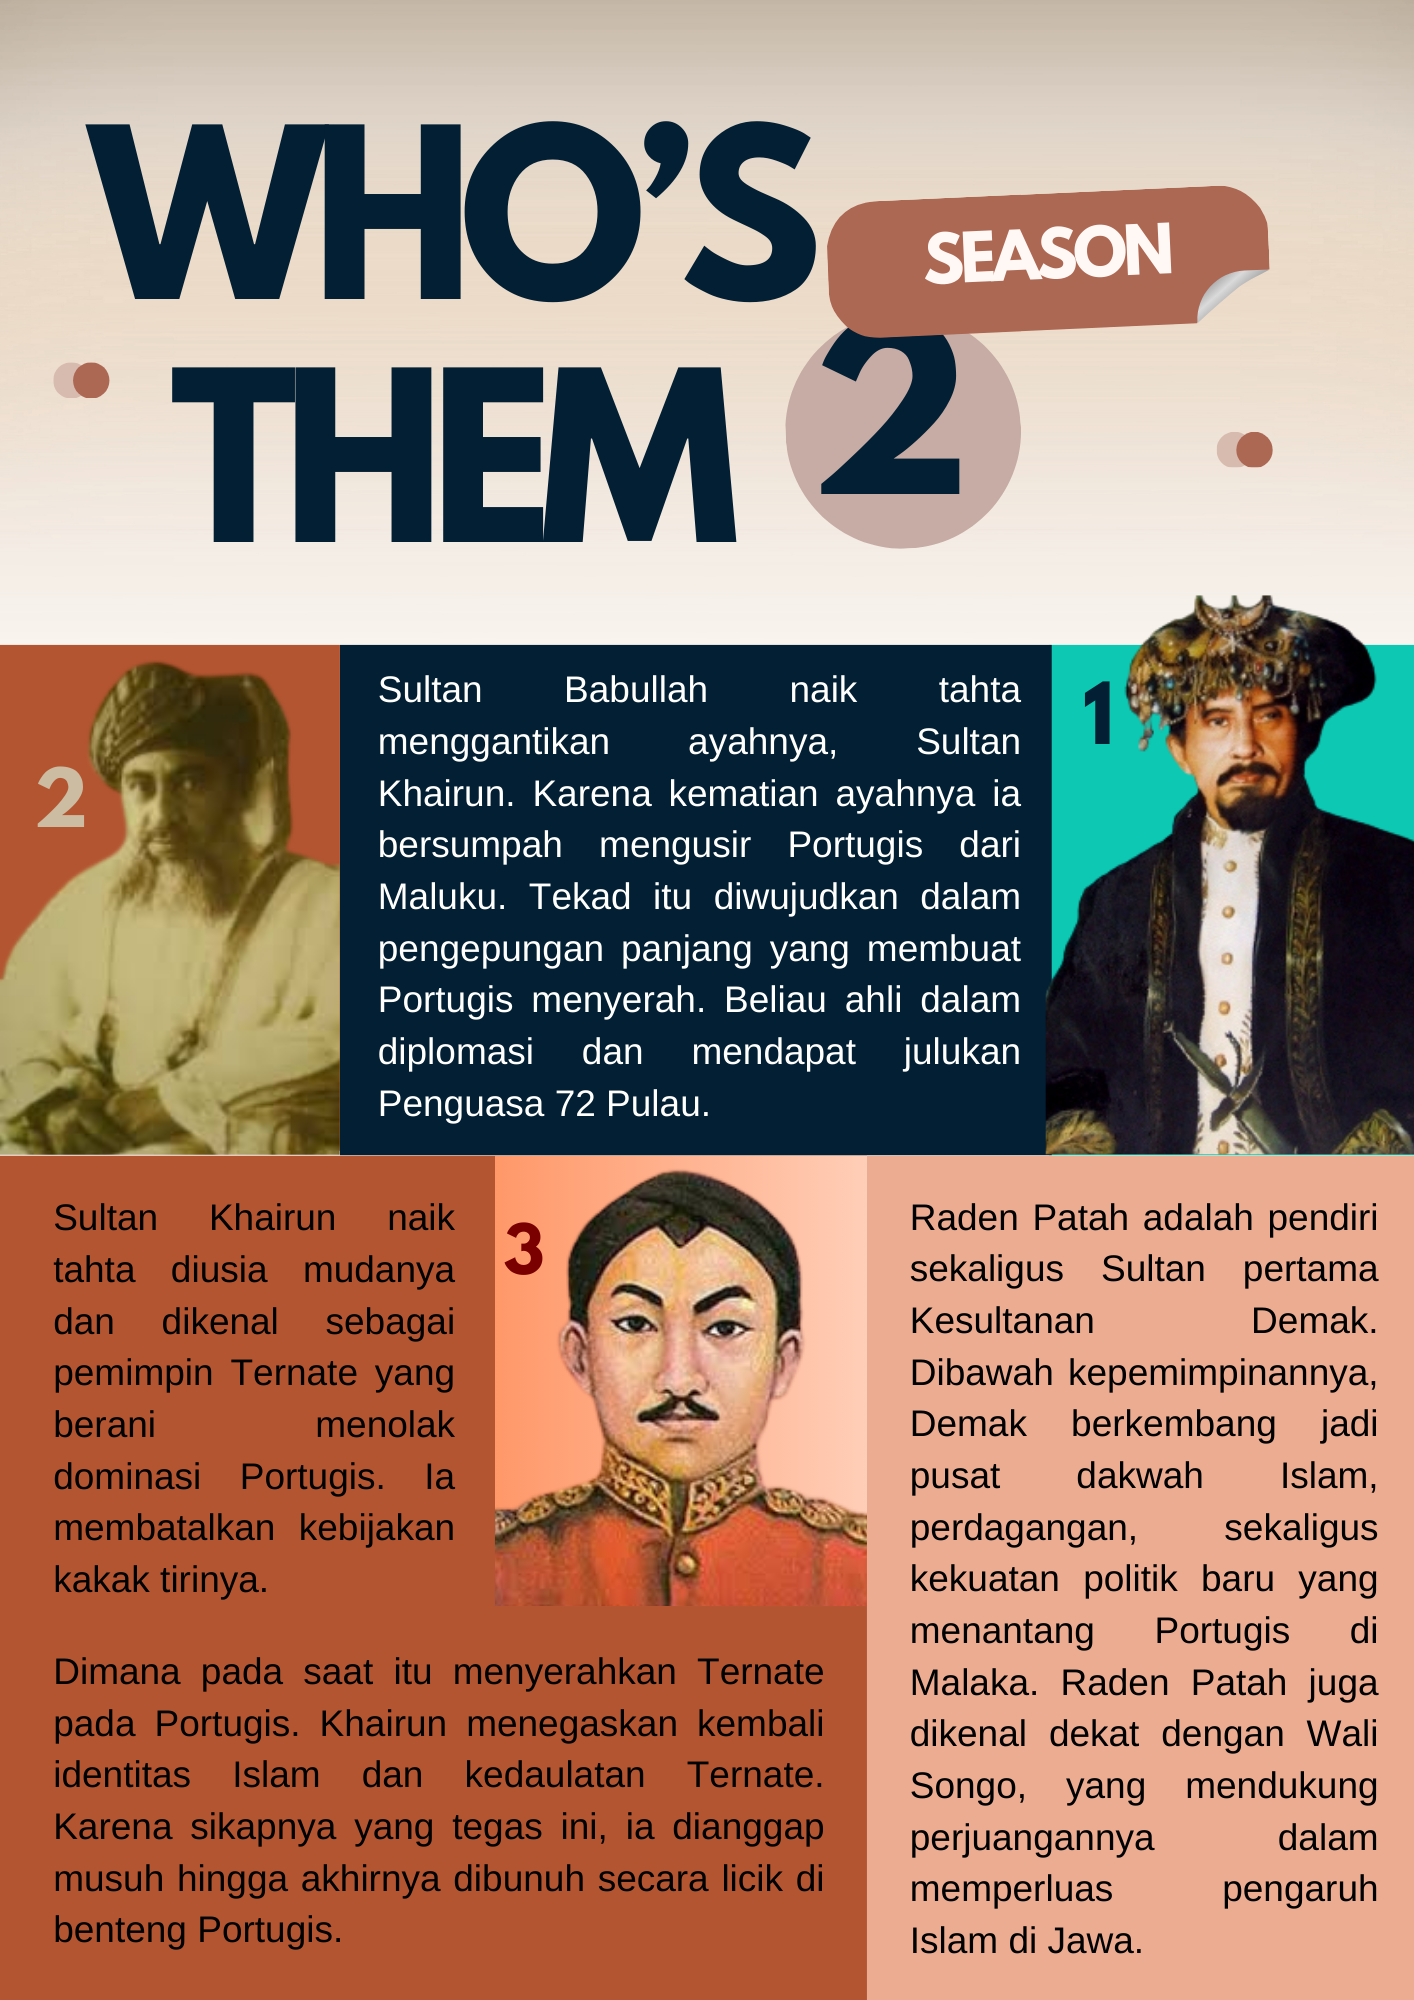 WHO'S
SEASON
THEM 2
1
2
Sultan Babullah naik tahta
menggantikan ayahnya, Sultan
Khairun. Karena kematian ayahnya ia
bersumpah mengusir Portugis dari
Maluku. Tekad itu diwujudkan dalam
pengepungan panjang yang membuat
Portugis menyerah. Beliau ahli dalam
diplomasi dan mendapat julukan
Penguasa 72 Pulau.
Sultan Khairun naik
tahta diusia mudanya
dan dikenal sebagai
pemimpin Ternate yang
berani menolak
dominasi Portugis. Ia
membatalkan kebijakan
kakak tirinya.
Dimana pada saat itu menyerahkan Ternate
pada Portugis. Khairun menegaskan kembali
identitas Islam dan kedaulatan Ternate.
Karena sikapnya yang tegas ini, ia dianggap
musuh hingga akhirnya dibunuh secara licik di
benteng Portugis.
3
Raden Patah adalah pendiri
sekaligus Sultan pertama
Kesultanan Demak.
Dibawah kepemimpinannya,
Demak berkembang jadi
pusat dakwah Islam,
perdagangan, sekaligus
kekuatan politik baru yang
menantang Portugis di
Malaka. Raden Patah juga
dikenal dekat dengan Wali
Songo, yang mendukung
perjuangannya dalam
memperluas pengaruh
Islam di Jawa.